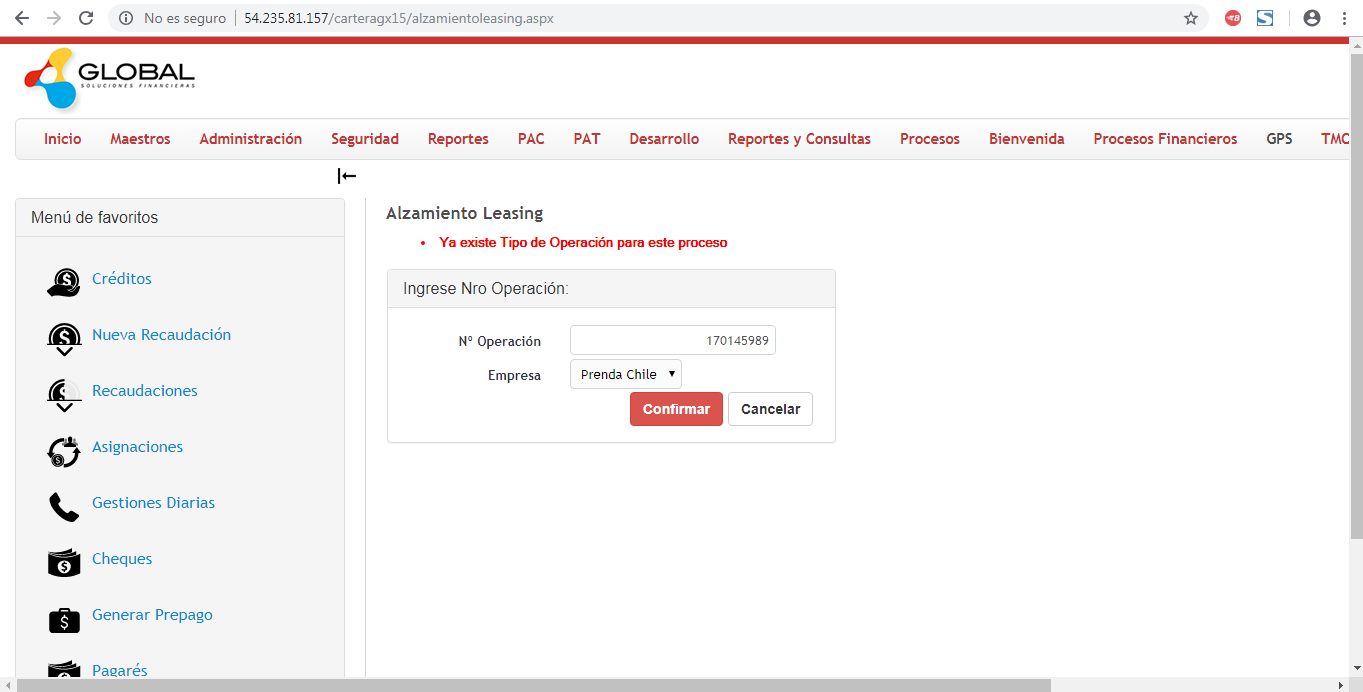 No es seguro 54.235.81.157/carteragx15/alzamientoleasing.aspx
GLOBAL
SOLUCIONES FINANCIERAS
Inicio Maestros Administración Seguridad Reportes PAC PAT Desarrollo Reportes y Consultas Procesos Bienvenida Procesos Financieros GPS
Menú de favoritos
Créditos
Nueva Recaudación
Recaudaciones
Asignaciones
Gestiones Diarias
Cheques
Generar Prepago
Pagarés
Alzamiento Leasing
Ya existe Tipo de Operación para este proceso
Ingrese Nro Operación:
Nº Operación 170145989
Empresa Prenda Chile
Confirmar Cancelar